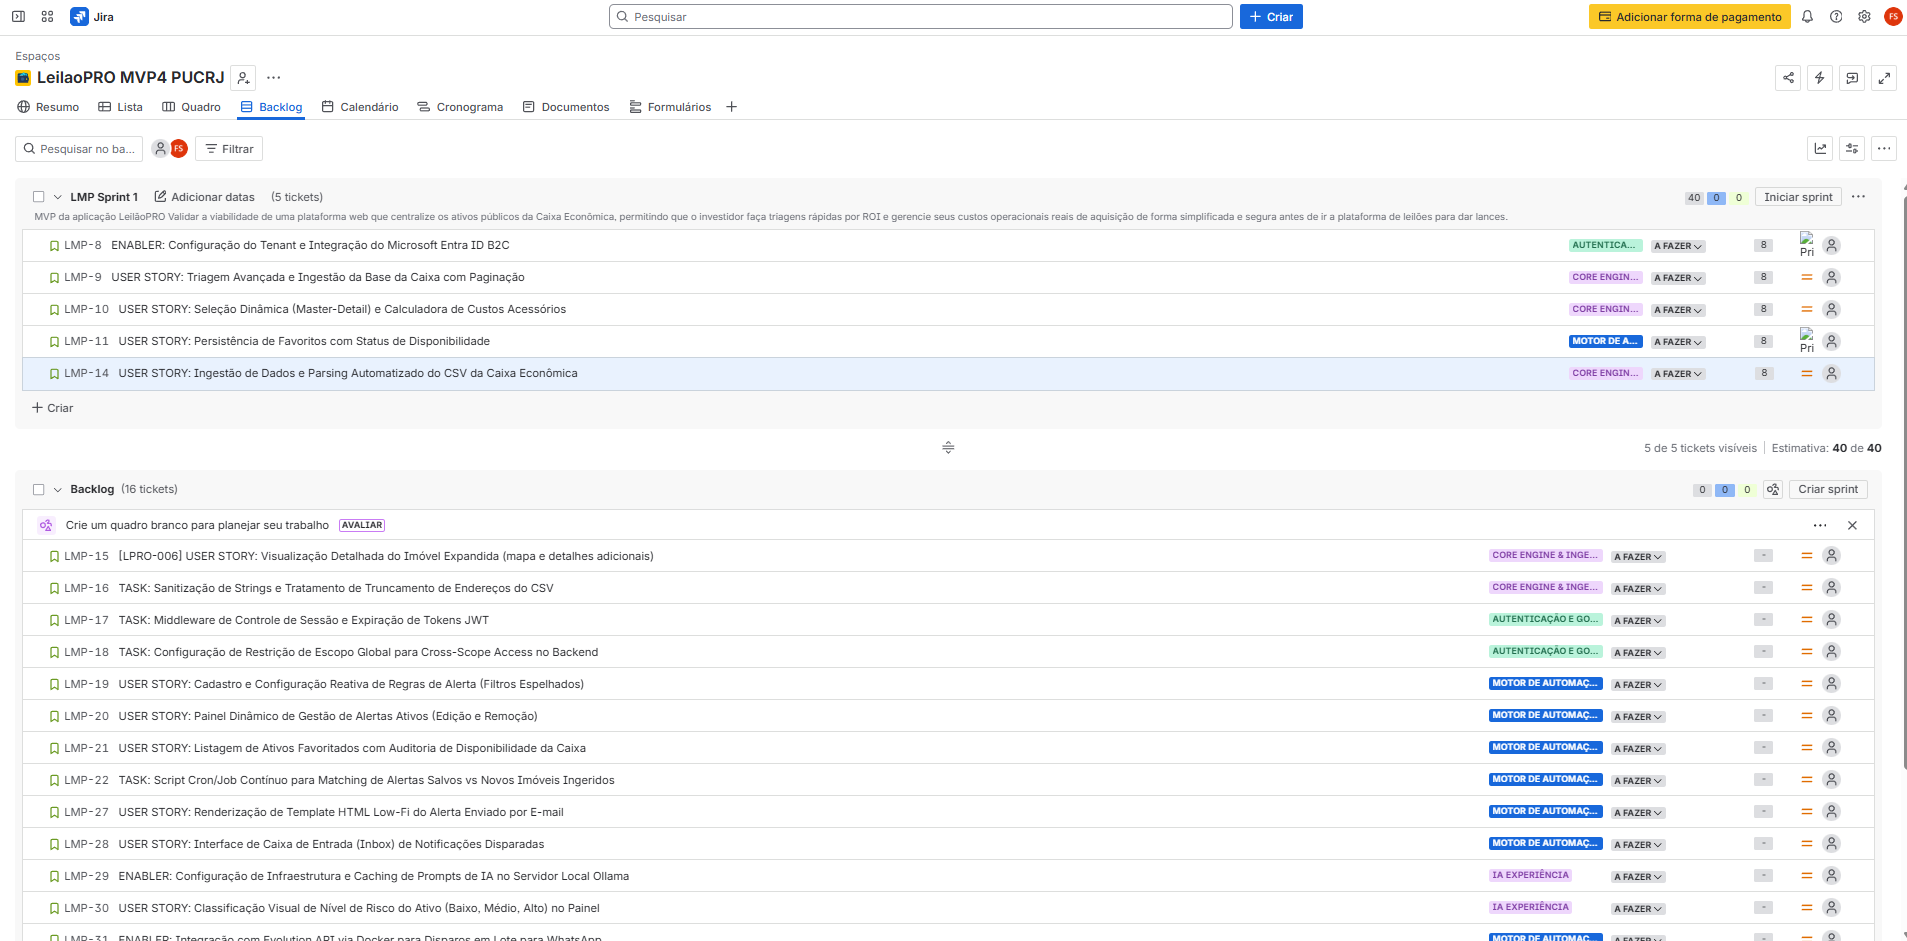 Jira
Pesquisar
Criar
Adicionar forma de pagamento
FS
Espaços
LeilaoPRO MVP4 PUCRJ
Resumo Lista Quadro Backlog Calendário Cronograma Documentos Formulários
Pesquisar no ba... FS Filtrar
LMP Sprint 1 Adicionar datas (5 tickets) 40 0 0 Iniciar sprint
MVP da aplicação LeilãoPRO Validar a viabilidade de uma plataforma web que centralize os ativos públicos da Caixa Econômica, permitindo que o investidor faça triagens rápidas por ROI e gerencie seus custos operacionais reais de aquisição de forma simplificada e segura antes de ir a plataforma de leilões para dar lances.
LMP-8 ENABLER: Configuração do Tenant e Integração do Microsoft Entra ID B2C AUTENTICA... A FAZER 8 Pri
LMP-9 USER STORY: Triagem Avançada e Ingestão da Base da Caixa com Paginação CORE ENGIN... A FAZER 8
LMP-10 USER STORY: Seleção Dinâmica (Master-Detail) e Calculadora de Custos Acessórios CORE ENGIN... A FAZER 8
LMP-11 USER STORY: Persistência de Favoritos com Status de Disponibilidade MOTOR DE A... A FAZER 8 Pri
LMP-14 USER STORY: Ingestão de Dados e Parsing Automatizado do CSV da Caixa Econômica CORE ENGIN... A FAZER 8
Criar
5 de 5 tickets visíveis Estimativa: 40 de 40
Backlog (16 tickets) 0 0 0 Criar sprint
Crie um quadro branco para planejar seu trabalho AVALIAR
LMP-15 [LPRO-006] USER STORY: Visualização Detalhada do Imóvel Expandida (mapa e detalhes adicionais) CORE ENGINE & INGE... A FAZER -
LMP-16 TASK: Sanitização de Strings e Tratamento de Truncamento de Endereços do CSV CORE ENGINE & INGE... A FAZER -
LMP-17 TASK: Middleware de Controle de Sessão e Expiração de Tokens JWT AUTENTICAÇÃO E GO... A FAZER -
LMP-18 TASK: Configuração de Restrição de Escopo Global para Cross-Scope Access no Backend AUTENTICAÇÃO E GO... A FAZER -
LMP-19 USER STORY: Cadastro e Configuração Reativa de Regras de Alerta (Filtros Espelhados) MOTOR DE AUTOMAÇ... A FAZER -
LMP-20 USER STORY: Painel Dinâmico de Gestão de Alertas Ativos (Edição e Remoção) MOTOR DE AUTOMAÇ... A FAZER -
LMP-21 USER STORY: Listagem de Ativos Favoritados com Auditoria de Disponibilidade da Caixa MOTOR DE AUTOMAÇ... A FAZER -
LMP-22 TASK: Script Cron/Job Contínuo para Matching de Alertas Salvos vs Novos Imóveis Ingeridos MOTOR DE AUTOMAÇ... A FAZER -
LMP-27 USER STORY: Renderização de Template HTML Low-Fi do Alerta Enviado por E-mail MOTOR DE AUTOMAÇ... A FAZER -
LMP-28 USER STORY: Interface de Caixa de Entrada (Inbox) de Notificações Disparadas MOTOR DE AUTOMAÇ... A FAZER -
LMP-29 ENABLER: Configuração de Infraestrutura e Caching de Prompts de IA no Servidor Local Ollama IA EXPERIÊNCIA A FAZER -
LMP-30 USER STORY: Classificação Visual de Nível de Risco do Ativo (Baixo, Médio, Alto) no Painel IA EXPERIÊNCIA A FAZER -
LMP-31 ENABLER: Integração com Evolution API via Docker para Disparos em Lote para WhatsApp MOTOR DE AUTOMAÇ... A FAZER -